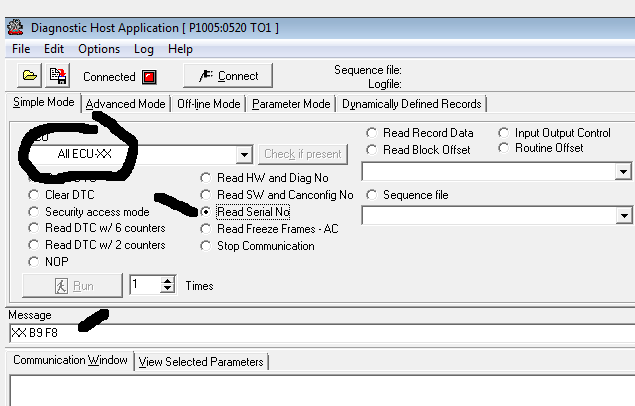 Diagnostic Host Application [ P1005:0520 TO1 ]
File Edit Options Log Help
Connected Connect Sequence file:
Logfile:
Simple Mode Advanced Mode Off-line Mode Parameter Mode Dynamically Defined Records
All ECU-XX Check if present
Read Record Data Input Output Control
Read Block Offset Routine Offset
Read HW and Diag No
Clear DTC Read SW and Canconfig No Sequence file
Security access mode Read Serial No
Read DTC w/ 6 counters Read Freeze Frames - AC
Read DTC w/ 2 counters Stop Communication
NOP
Run 1 Times
Message
XX B9 F8
Communication Window View Selected Parameters